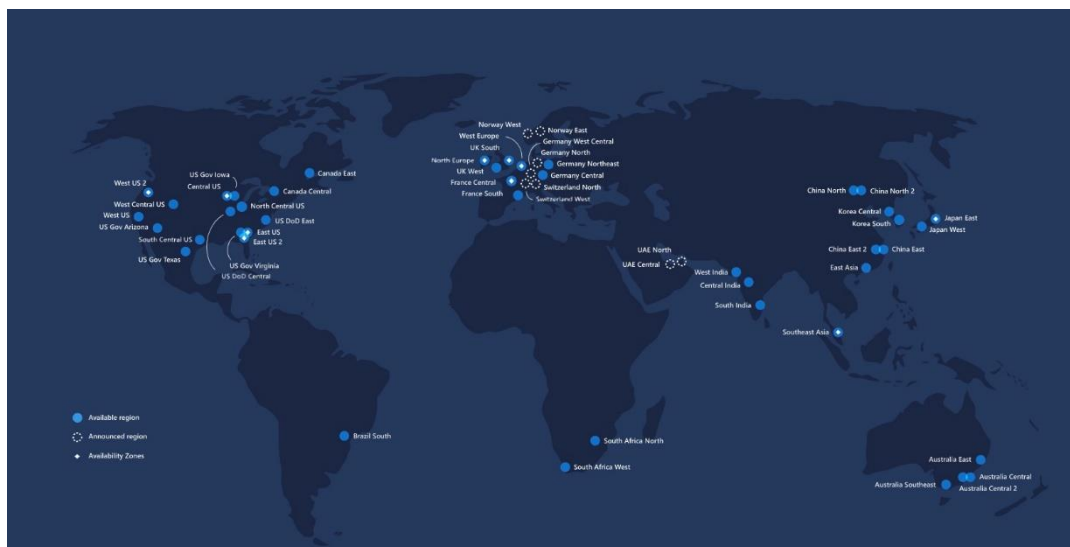 Norway West
Norway East
West Europe
Germany West Central
UK South
Germany North
North Europe
Germany Northeast
UK West
Germany Central
France Central
Switzerland North
France South
Switzerland West
US Gov Iowa
Canada East
Central US
West US 2
Canada Central
West Central US
North Central US
West US
US DoD East
US Gov Arizona
East US
South Central US
East US 2
US Gov Texas
US Gov Virginia
US DoD Central
China North
China North 2
Korea Central
Japan East
Korea South
Japan West
UAE North
China East 2
China East
UAE Central
West India
East Asia
Central India
South India
Southeast Asia
Available region
Announced region
Availability Zones
Brazil South
South Africa North
South Africa West
Australia East
Australia Central
Australia Southeast
Australia Central 2